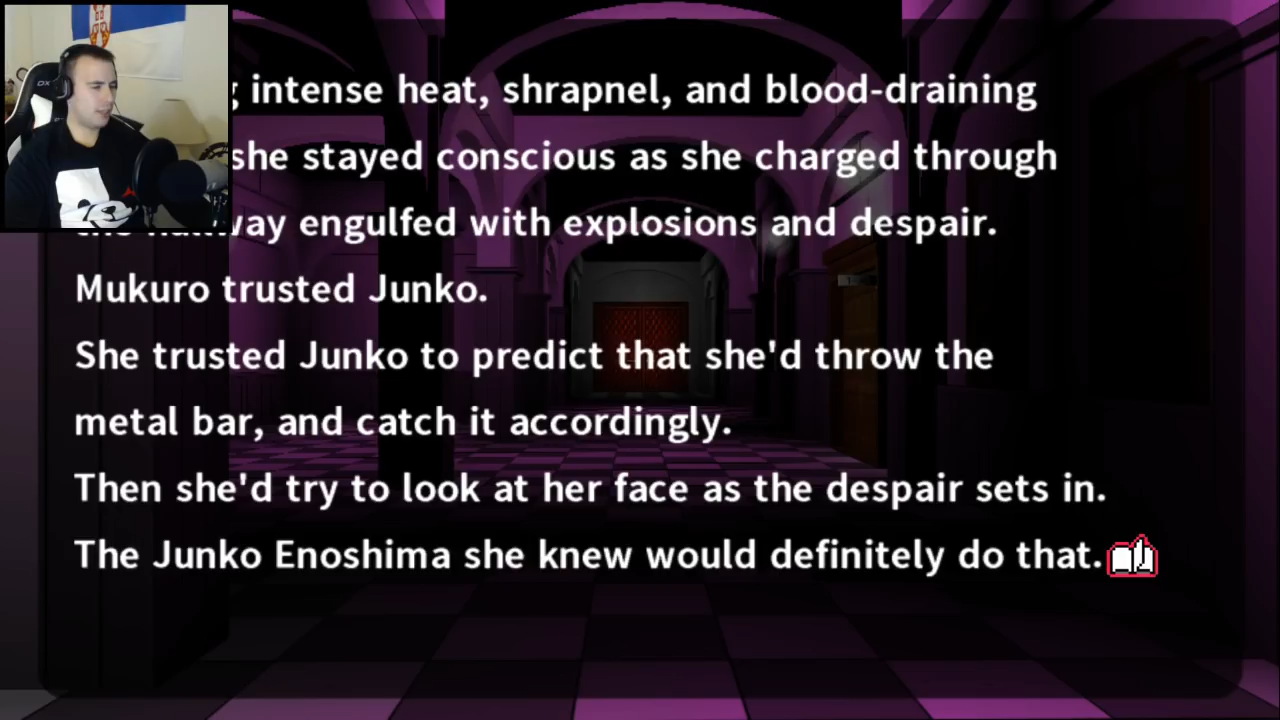 intense heat, shrapnel, and blood-draining
she stayed conscious as she charged through
engulfed with explosions and despair.
Mukuro trusted Junko.
She trusted Junko to predict that she'd throw the
metal bar, and catch it accordingly.
Then she'd try to look at her face as the despair sets in.
The Junko Enoshima she knew would definitely do that.